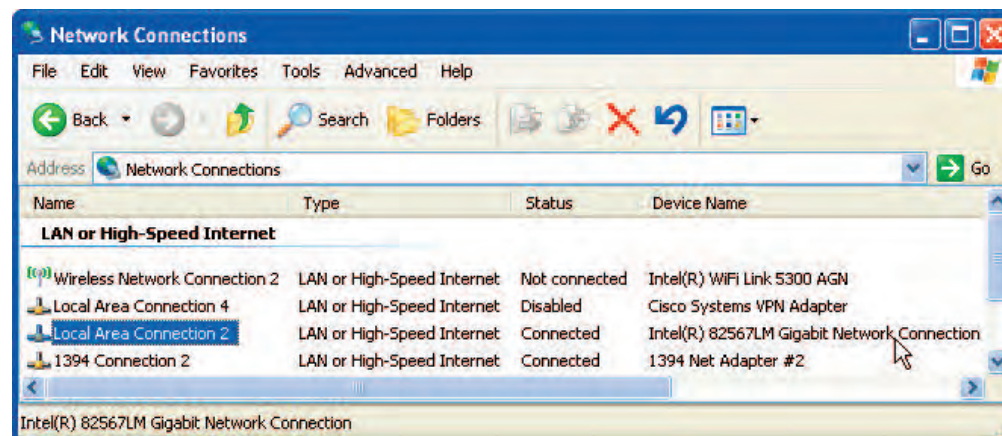 Network Connections
File Edit View Favorites Tools Advanced Help
Back Search Folders
Address Network Connections Go
Name Type Status Device Name
LAN or High-Speed Internet
Wireless Network Connection 2 LAN or High-Speed Internet Not connected Intel(R) WiFi Link 5300 AGN
Local Area Connection 4 LAN or High-Speed Internet Disabled Cisco Systems VPN Adapter
Local Area Connection 2 LAN or High-Speed Internet Connected Intel(R) 82567LM Gigabit Network Connection
1394 Connection 2 LAN or High-Speed Internet Connected 1394 Net Adapter #2
Intel(R) 82567LM Gigabit Network Connection